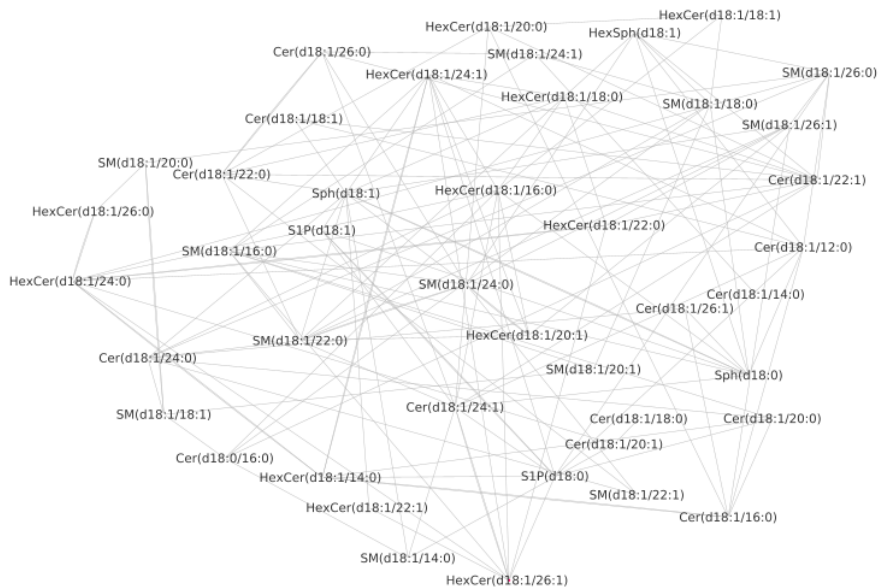 HexCer(d18:1/18:1)
HexCer(d18:1/20:0)
HexSph(d18:1)
Cer(d18:1/26:0)
SM(d18:1/24:1)
HexCer(d18:1/24:1)
SM(d18:1/26:0)
HexCer(d18:1/18:0)
SM(d18:1/18:0)
Cer(d18:1/18:1)
SM(d18:1/26:1)
SM(d18:1/20:0)
Cer(d18:1/22:0)
Cer(d18:1/22:1)
Sph(d18:1)
HexCer(d18:1/16:0)
HexCer(d18:1/26:0)
HexCer(d18:1/22:0)
S1P(d18:1)
SM(d18:1/16:0)
Cer(d18:1/12:0)
HexCer(d18:1/24:0)
SM(d18:1/24:0)
Cer(d18:1/14:0)
Cer(d18:1/26:1)
HexCer(d18:1/20:1)
SM(d18:1/22:0)
Cer(d18:1/24:0)
SM(d18:1/20:1)
Sph(d18:0)
Cer(d18:1/24:1)
SM(d18:1/18:1)
Cer(d18:1/18:0)
Cer(d18:1/20:0)
Cer(d18:1/20:1)
Cer(d18:0/16:0)
HexCer(d18:1/14:0)
S1P(d18:0)
SM(d18:1/22:1)
HexCer(d18:1/22:1)
Cer(d18:1/16:0)
SM(d18:1/14:0)
HexCer(d18:1/26:1)